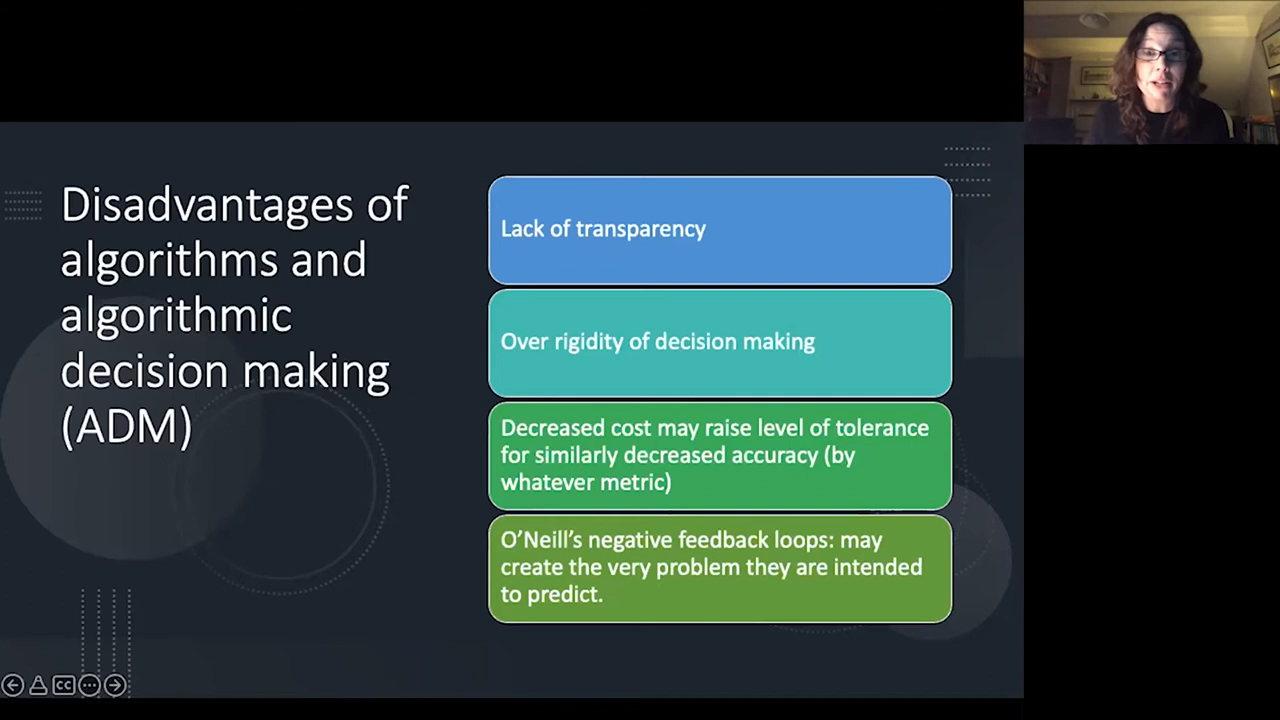 Disadvantages of
algorithms and
algorithmic
decision making
(ADM)
Lack of transparency
Over rigidity of decision making
Decreased cost may raise level of tolerance
for similarly decreased accuracy (by
whatever metric)
O’Neill’s negative feedback loops: may
create the very problem they are intended
to predict.
CC